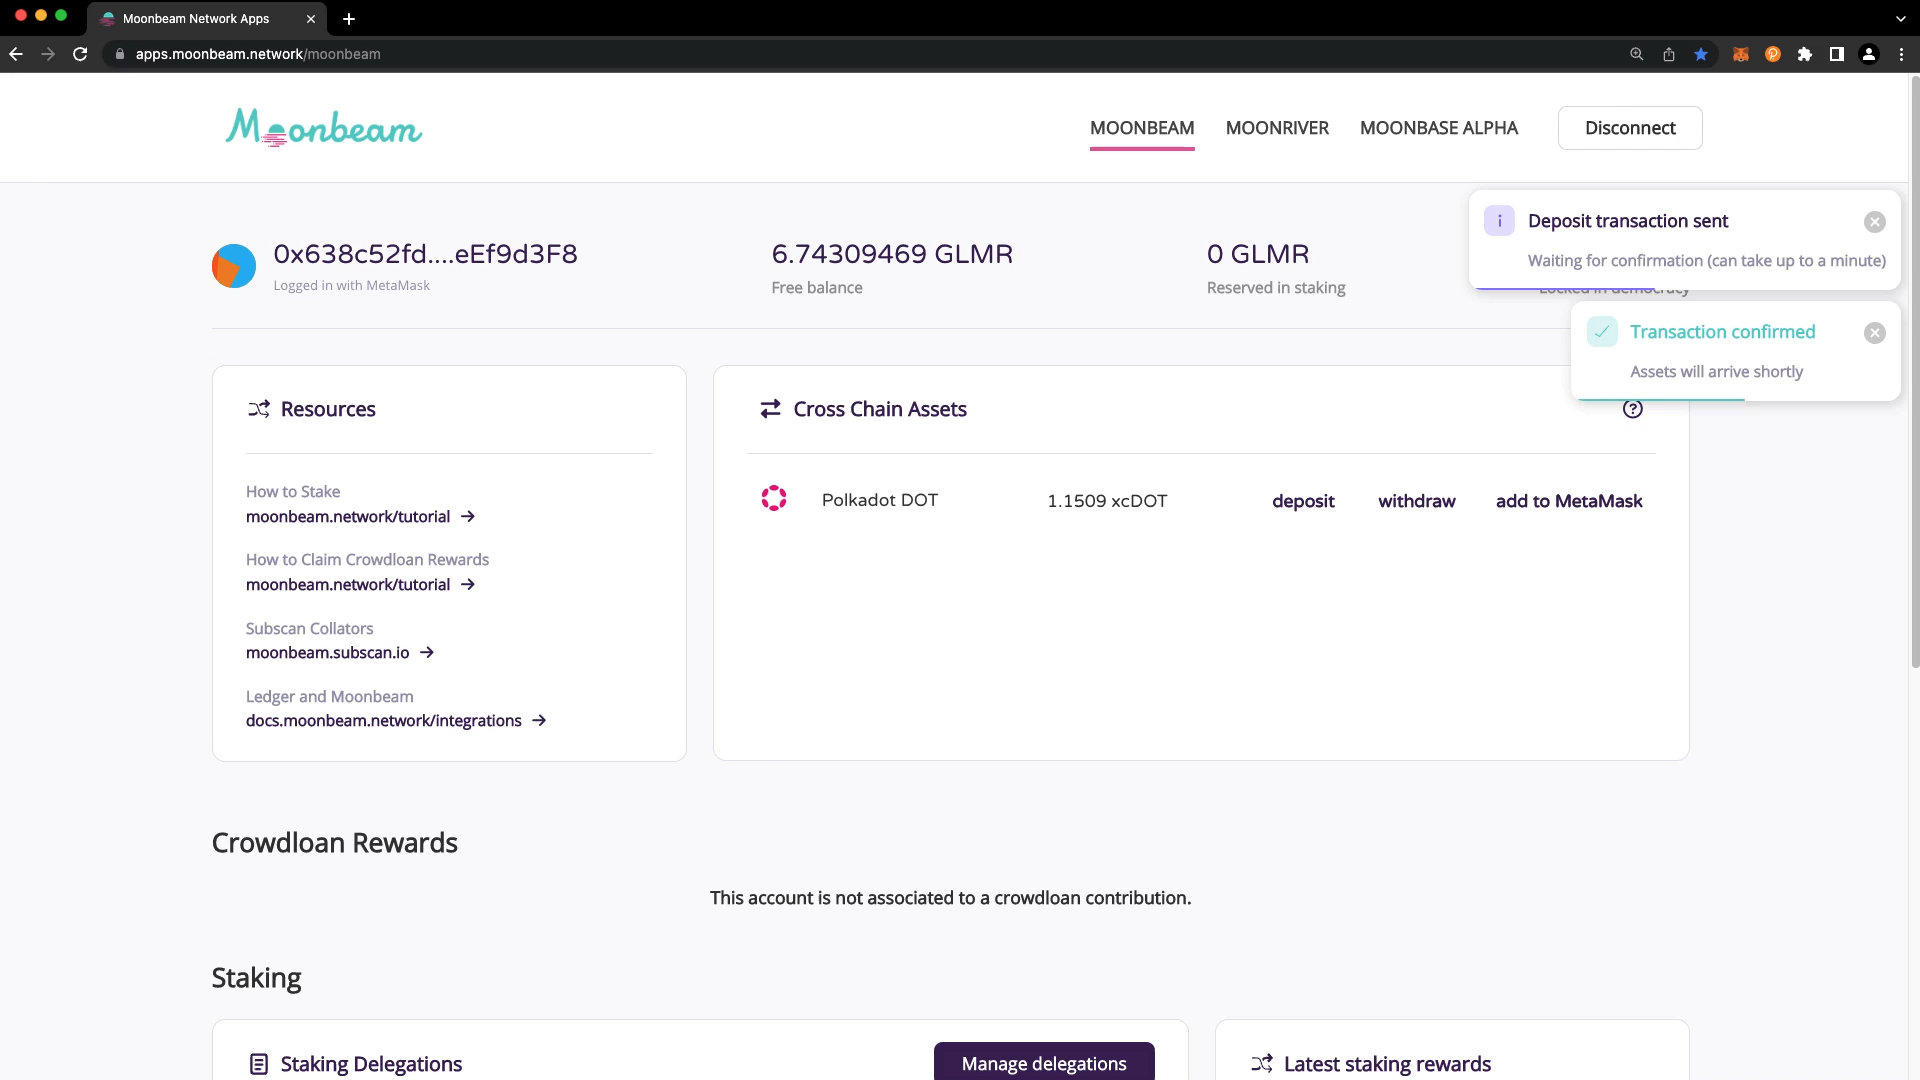 Moonbeam Network Apps
apps.moonbeam.network/moonbeam
Moonbeam
MOONBEAM
MOONRIVER
MOONBASE ALPHA
Disconnect
Deposit transaction sent
Waiting for confirmation (can take up to a minute)
0x638c52fd....eEf9d3F8
Logged in with MetaMask
6.74309469 GLMR
Free balance
0 GLMR
Reserved in staking
Locked in democracy
Transaction confirmed
Assets will arrive shortly
Resources
How to Stake
moonbeam.network/tutorial →
How to Claim Crowdloan Rewards
moonbeam.network/tutorial →
Subscan Collators
moonbeam.subscan.io →
Ledger and Moonbeam
docs.moonbeam.network/integrations →
Cross Chain Assets
Polkadot DOT
1.1509 xcDOT
deposit
withdraw
add to MetaMask
Crowdloan Rewards
This account is not associated to a crowdloan contribution.
Staking
Staking Delegations
Manage delegations
Latest staking rewards